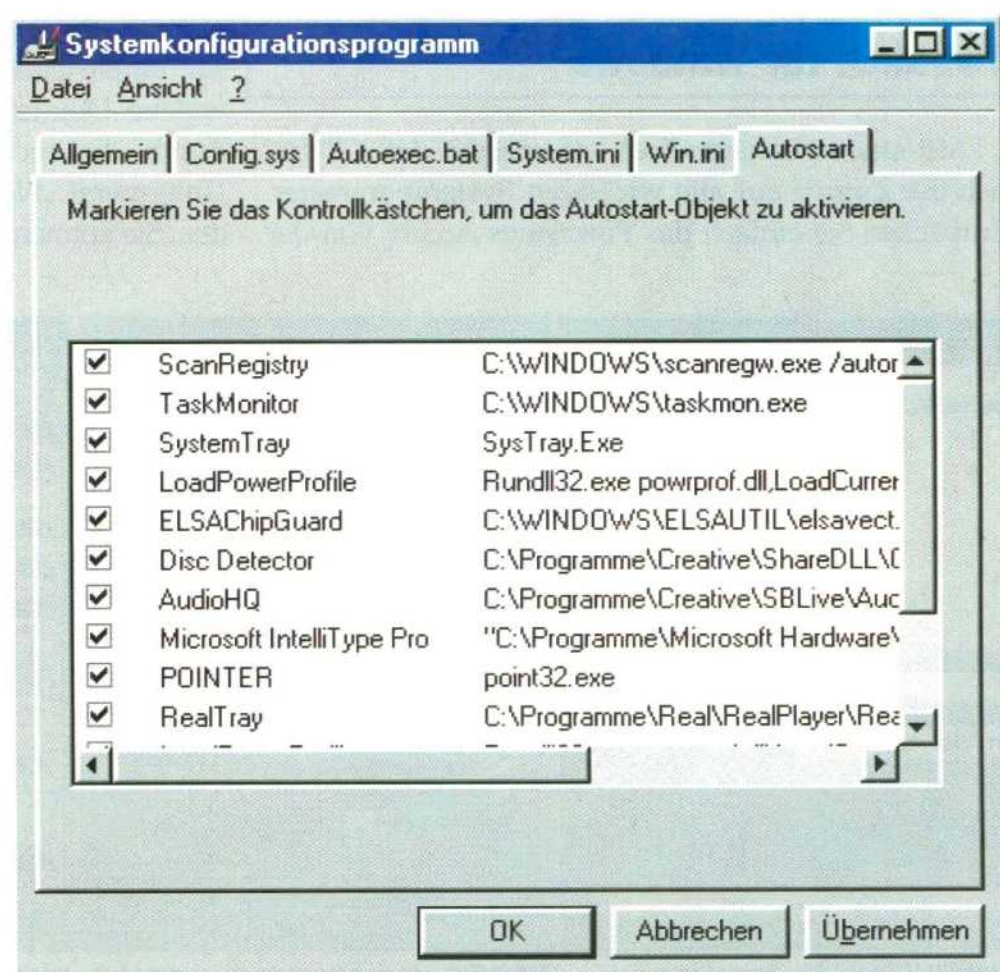 Systemkonfigurationsprogramm
Datei Ansicht ?
Allgemein Config.sys Autoexec.bat System.ini Win.ini Autostart
Markieren Sie das Kontrollkästchen, um das Autostart-Objekt zu aktivieren.
ScanRegistry C:\WINDOWS\scanregw.exe /autor
TaskMonitor C:\WINDOWS\taskmon.exe
SystemTray SysTray.Exe
LoadPowerProfile Rundll32.exe powrprof.dll,LoadCurrer
ELSAChipGuard C:\WINDOWS\ELSAUTIL\elsavect.
Disc Detector C:\Programme\Creative\ShareDLL\
AudioHQ C:\Programme\Creative\SBLive\Auc
Microsoft IntelliType Pro "C:\Programme\Microsoft Hardware\
POINTER point32.exe
RealTray C:\Programme\Real\RealPlayer\Rea
OK Abbrechen Übernehmen